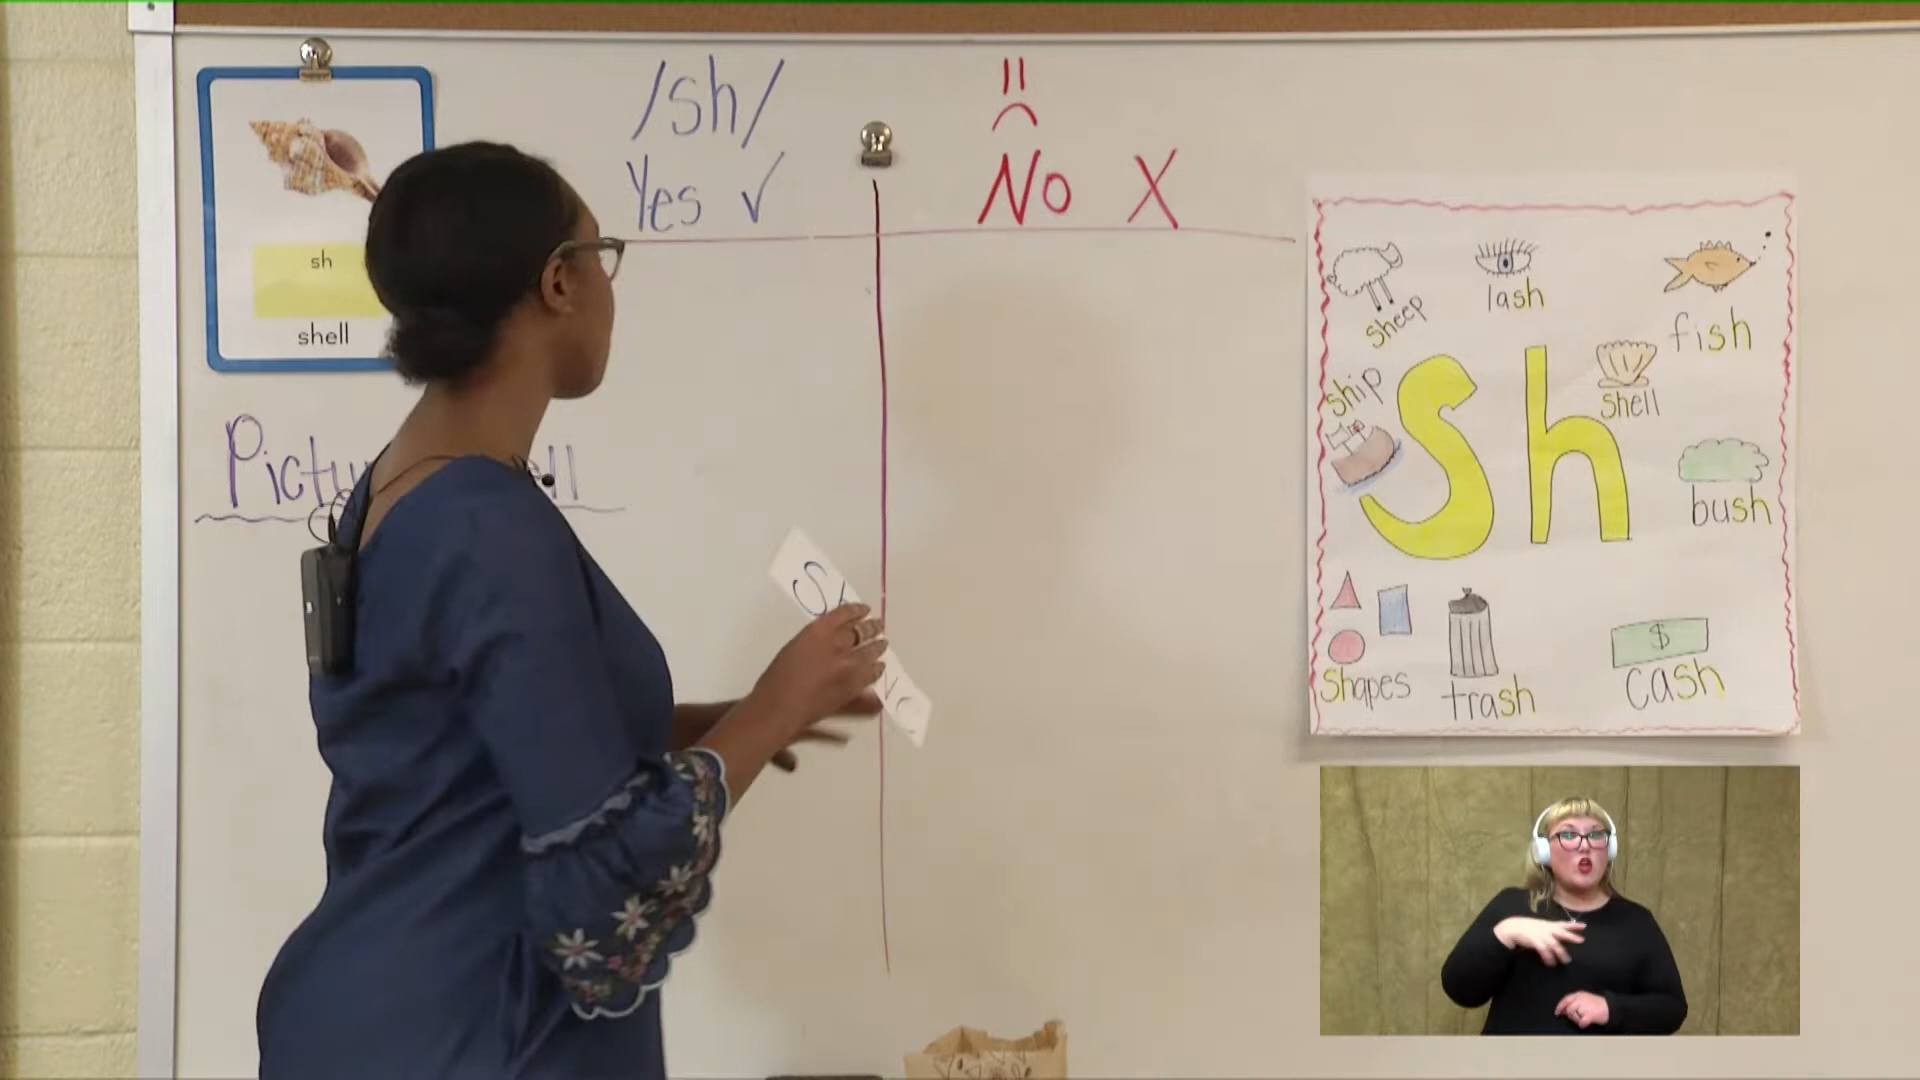 sh
shell
/sh/
Yes ✓
No X
sheep
lash
fish
ship
shell
Sh
bush
shapes
trash
$
cash